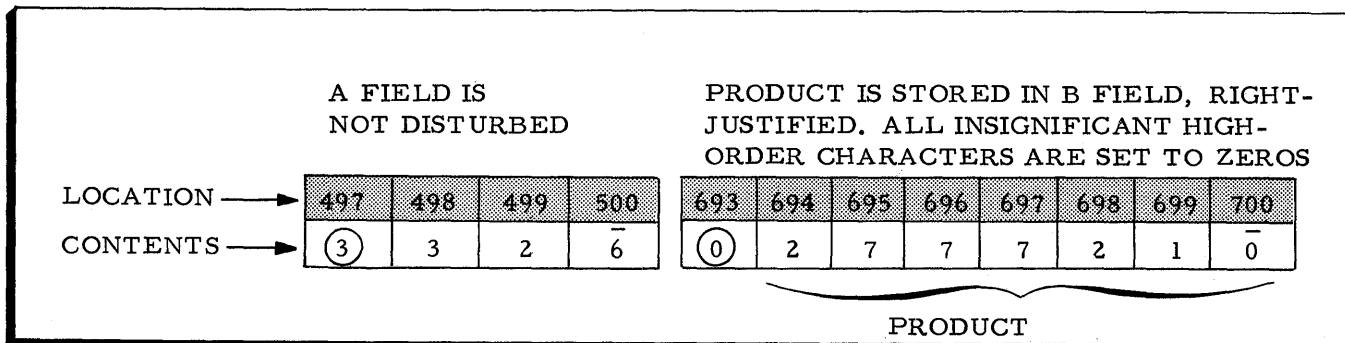 A FIELD IS
NOT DISTURBED
PRODUCT IS STORED IN B FIELD, RIGHT-
JUSTIFIED. ALL INSIGNIFICANT HIGH-
ORDER CHARACTERS ARE SET TO ZEROS
LOCATION 497 498 499 500 693 694 695 696 697 698 699 700
CONTENTS 3 3 2 6̅ 0 2 7 7 7 2 1 0̅
PRODUCT